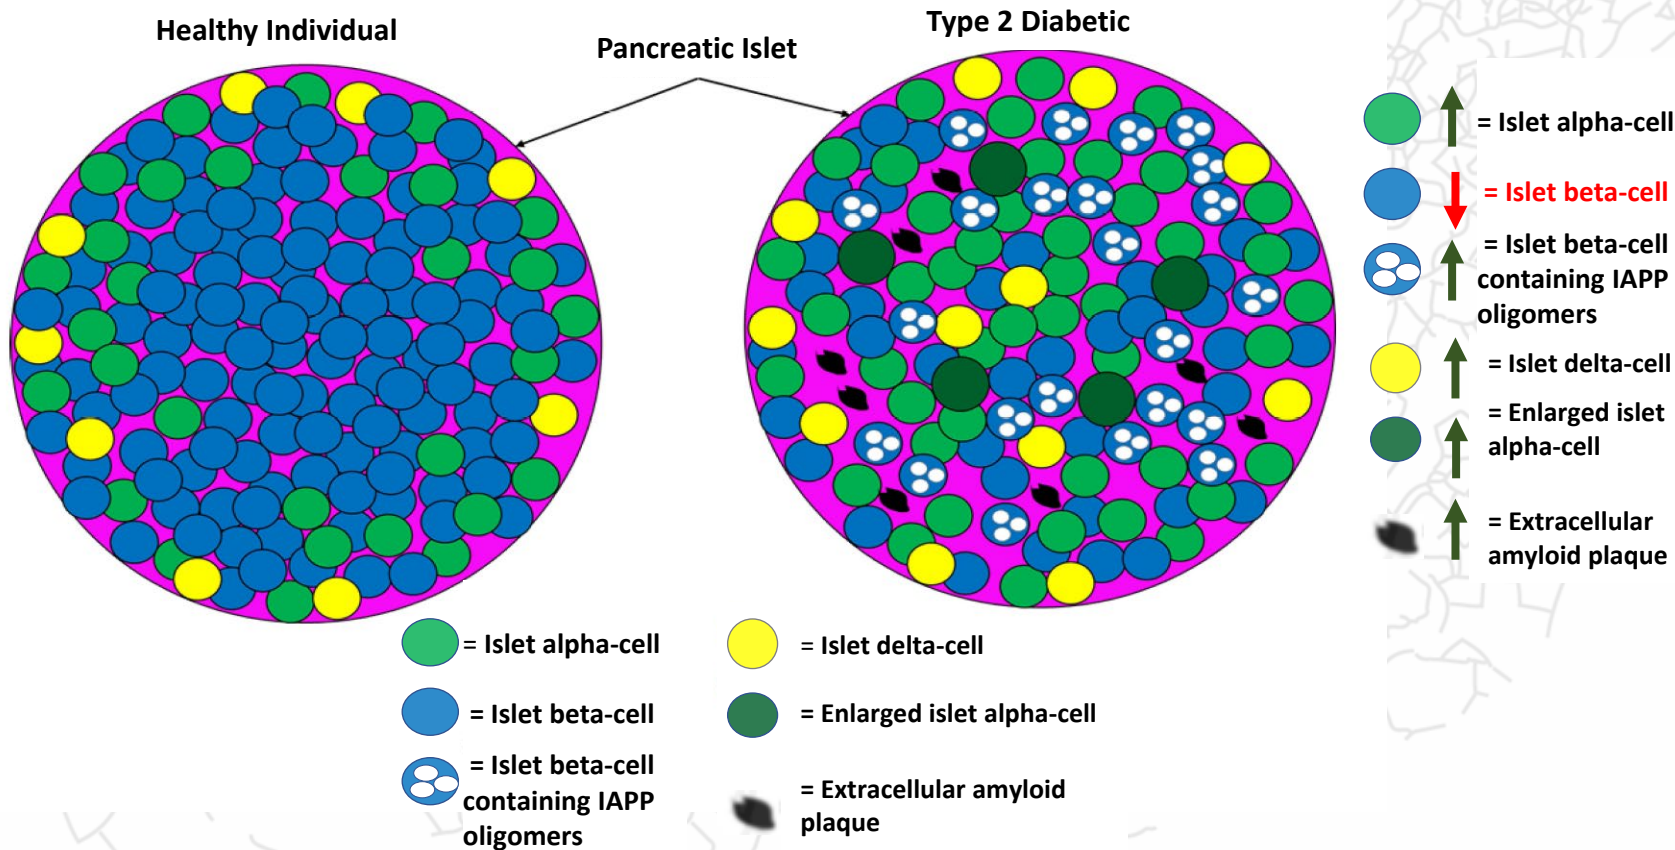 Healthy Individual
Pancreatic Islet
Type 2 Diabetic
= Islet alpha-cell
= Islet beta-cell
= Islet beta-cell
containing IAPP
oligomers
= Islet delta-cell
= Enlarged islet
alpha-cell
= Extracellular
amyloid plaque
= Islet alpha-cell
= Islet beta-cell
= Islet beta-cell
containing IAPP
oligomers
= Islet delta-cell
= Enlarged islet alpha-cell
= Extracellular amyloid
plaque